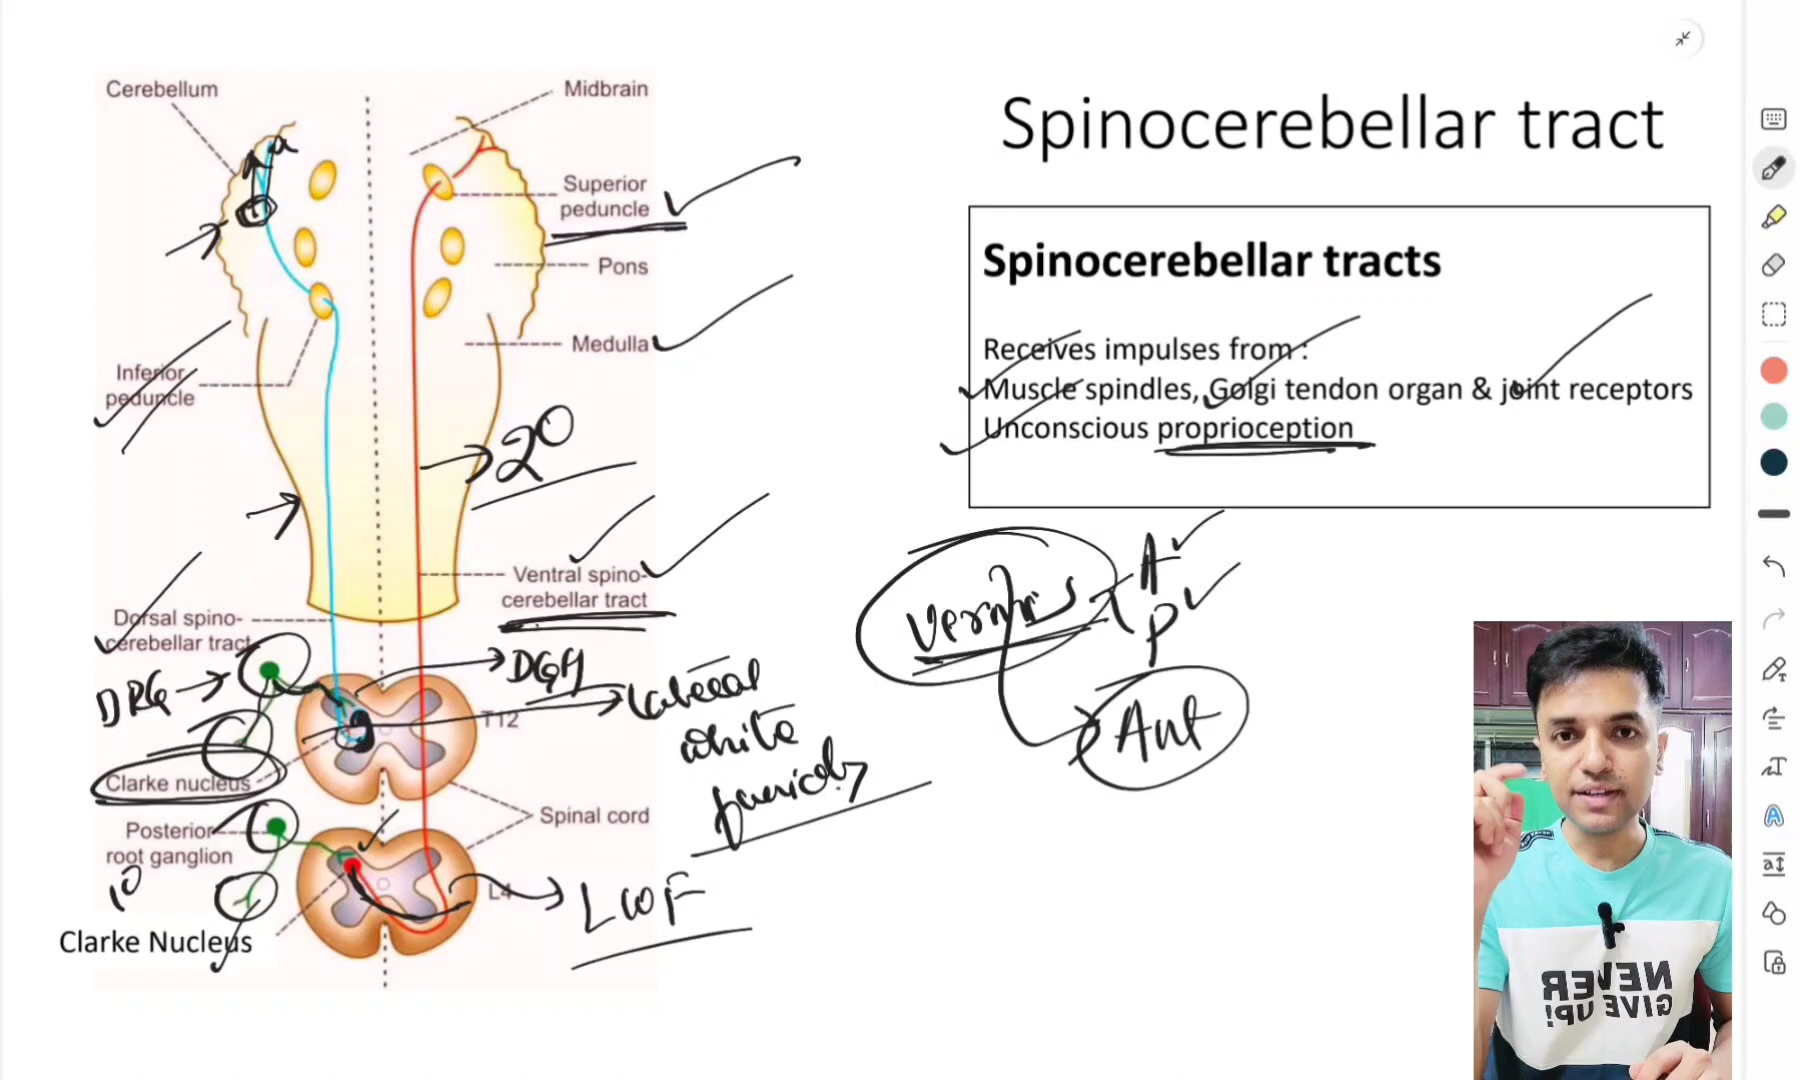 Spinocerebellar tract
Spinocerebellar tracts
Receives impulses from :
Muscle spindles, Golgi tendon organ & joint receptors
Unconscious proprioception
Cerebellum
Midbrain
Superior
peduncle
Pons
Medulla
Inferior
peduncle
2°
Ventral spino-
cerebellar tract
Dorsal spino-
cerebellar tract
DRG
DGH
T12
Lateral
white
Clarke nucleus
Spinal cord
Posterior
root ganglion
1°
L4
LWF
Clarke Nucleus
Vermis
A
P
Ant
NEVER
GIVE UP!